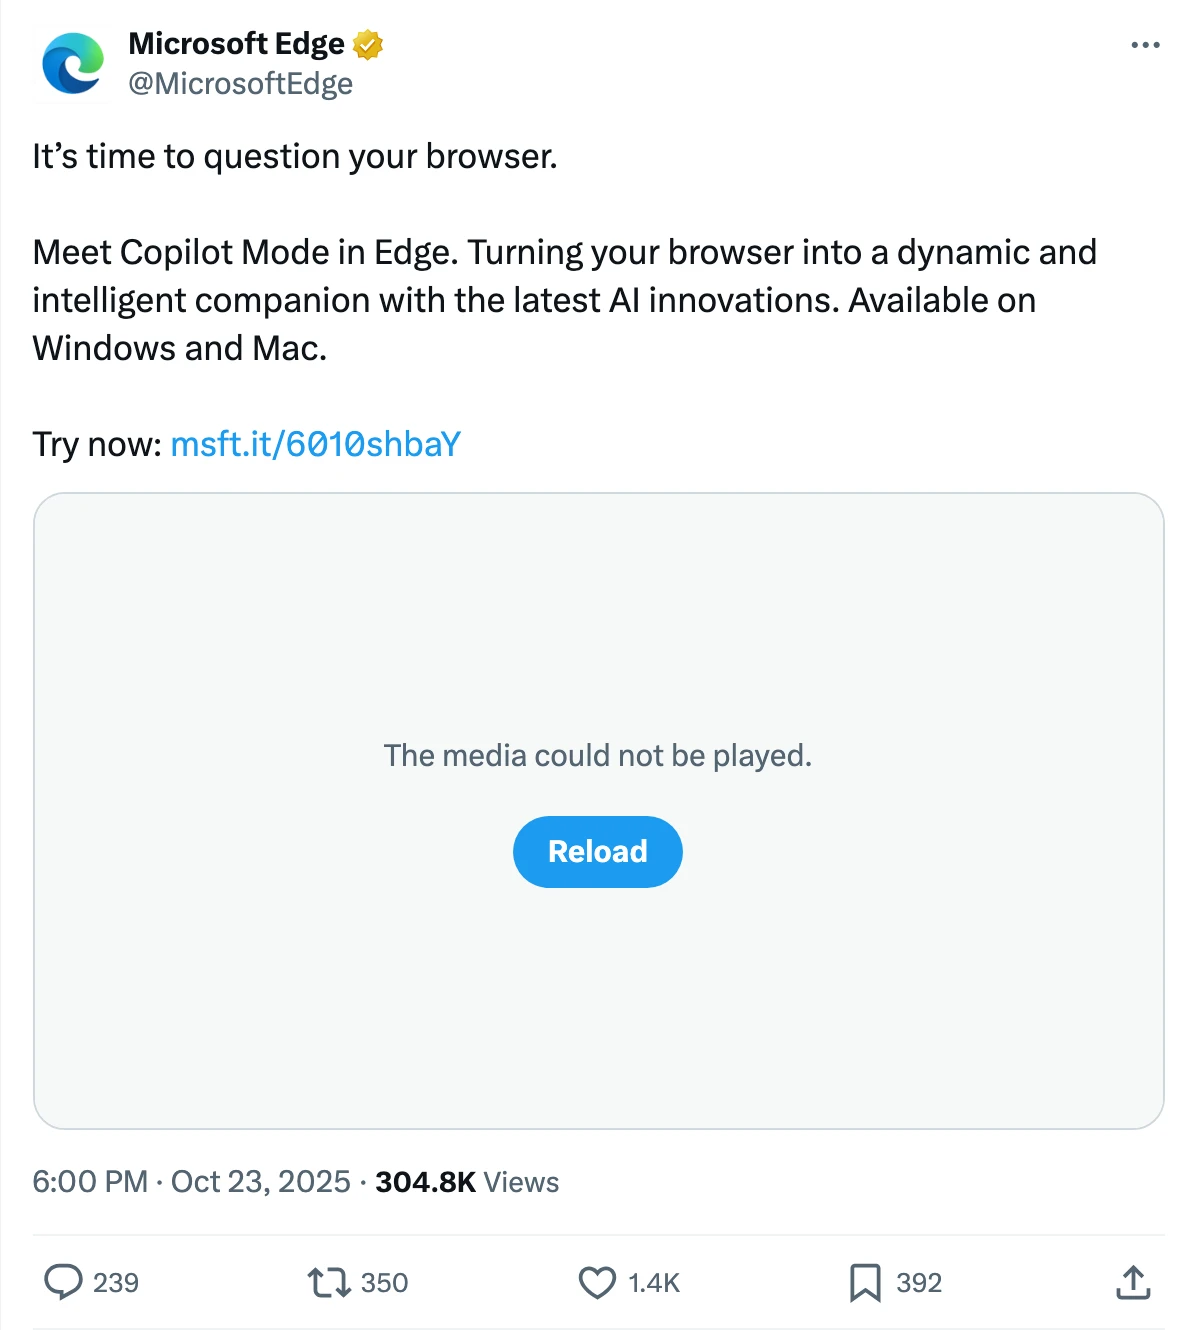 Microsoft Edge
@MicrosoftEdge
It’s time to question your browser.
Meet Copilot Mode in Edge. Turning your browser into a dynamic and
intelligent companion with the latest AI innovations. Available on
Windows and Mac.
Try now: msft.it/6010shbaY
The media could not be played.
Reload
6:00 PM · Oct 23, 2025 · 304.8K Views
239 350 1.4K 392